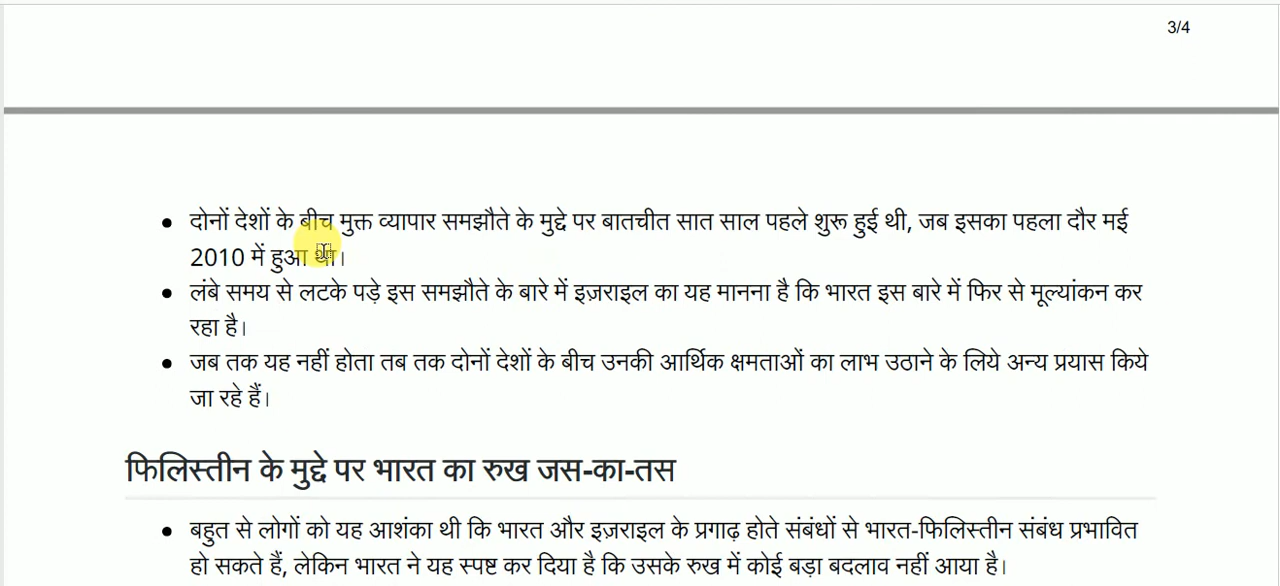 3/4
दोनों देशों के बीच मुक्त व्यापार समझौते के मुद्दे पर बातचीत सात साल पहले शुरू हुई थी, जब इसका पहला दौर मई
2010 में हुआ था।
लंबे समय से लटके पड़े इस समझौते के बारे में इज़राइल का यह मानना है कि भारत इस बारे में फिर से मूल्यांकन कर
रहा है।
जब तक यह नहीं होता तब तक दोनों देशों के बीच उनकी आर्थिक क्षमताओं का लाभ उठाने के लिये अन्य प्रयास किये
जा रहे हैं।
फिलिस्तीन के मुद्दे पर भारत का रुख जस-का-तस
बहुत से लोगों को यह आशंका थी कि भारत और इज़राइल के प्रगाढ़ होते संबंधों से भारत-फिलिस्तीन संबंध प्रभावित
हो सकते हैं, लेकिन भारत ने यह स्पष्ट कर दिया है कि उसके रुख में कोई बड़ा बदलाव नहीं आया है।